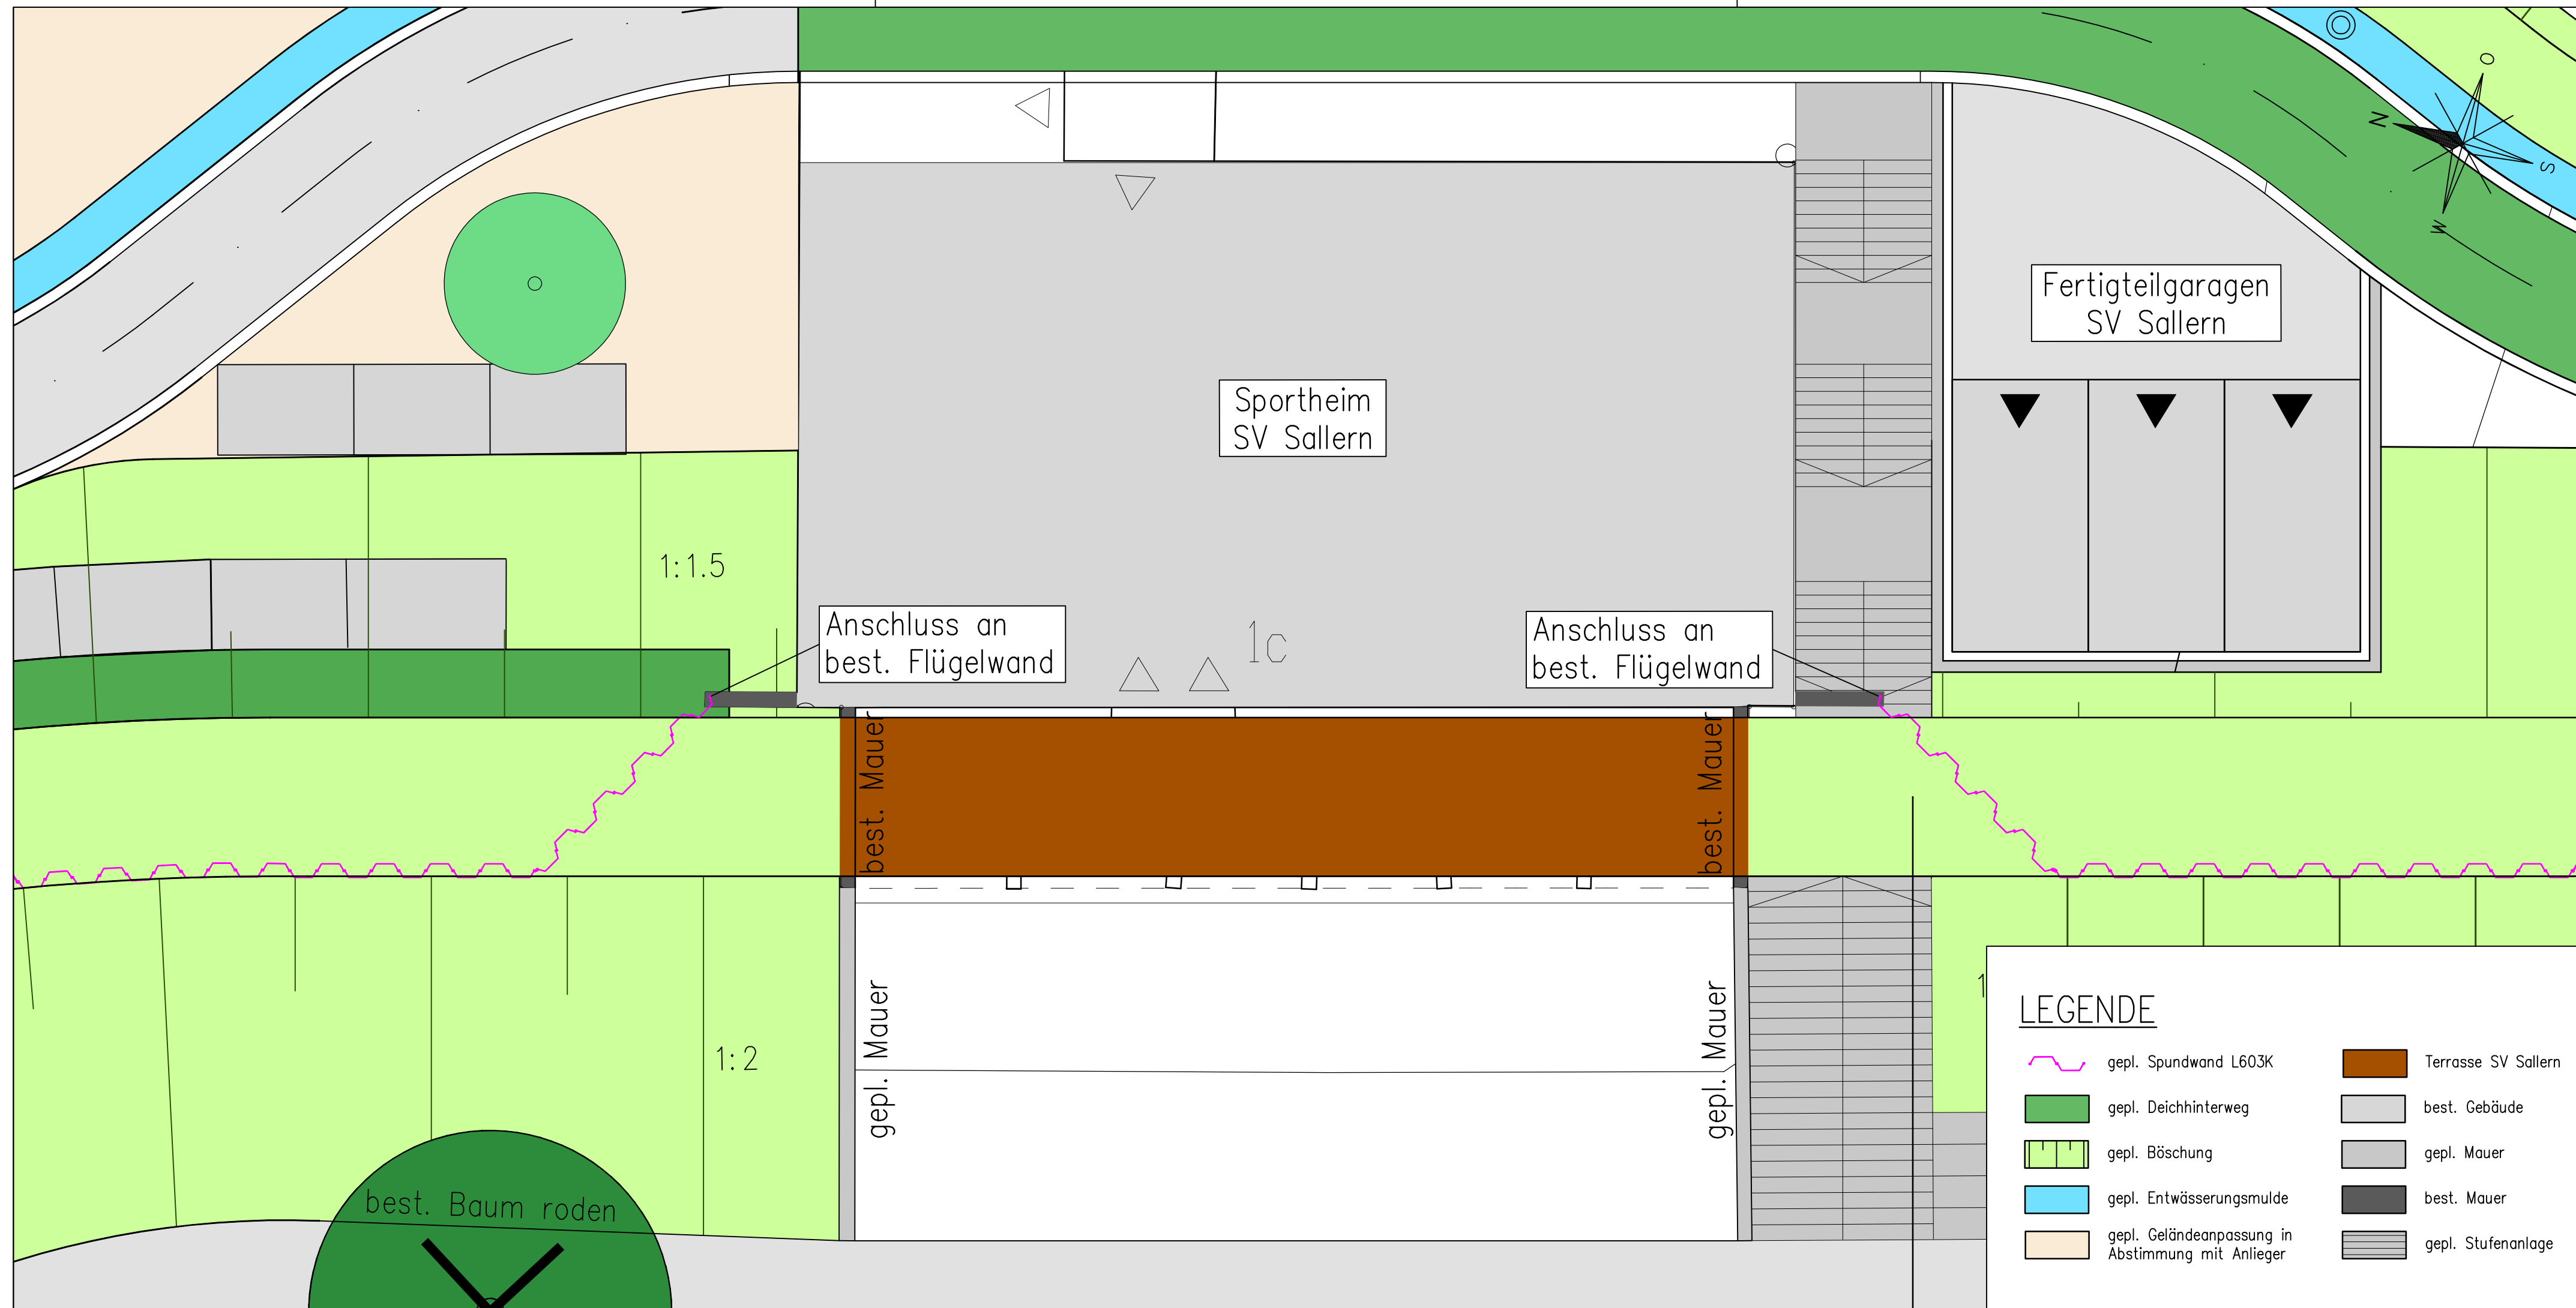 O
N
S
W
Fertigteilgaragen
SV Sallern
Sportheim
SV Sallern
1:1.5
Anschluss an
best. Flügelwand
1c
Anschluss an
best. Flügelwand
best. Mauer
best. Mauer
gepl. Mauer
gepl. Mauer
1:2
1
best. Baum roden
LEGENDE
gepl. Spundwand L603K
gepl. Deichhinterweg
gepl. Böschung
gepl. Entwässerungsmulde
gepl. Geländeanpassung in
Abstimmung mit Anlieger
Terrasse SV Sallern
best. Gebäude
gepl. Mauer
best. Mauer
gepl. Stufenanlage